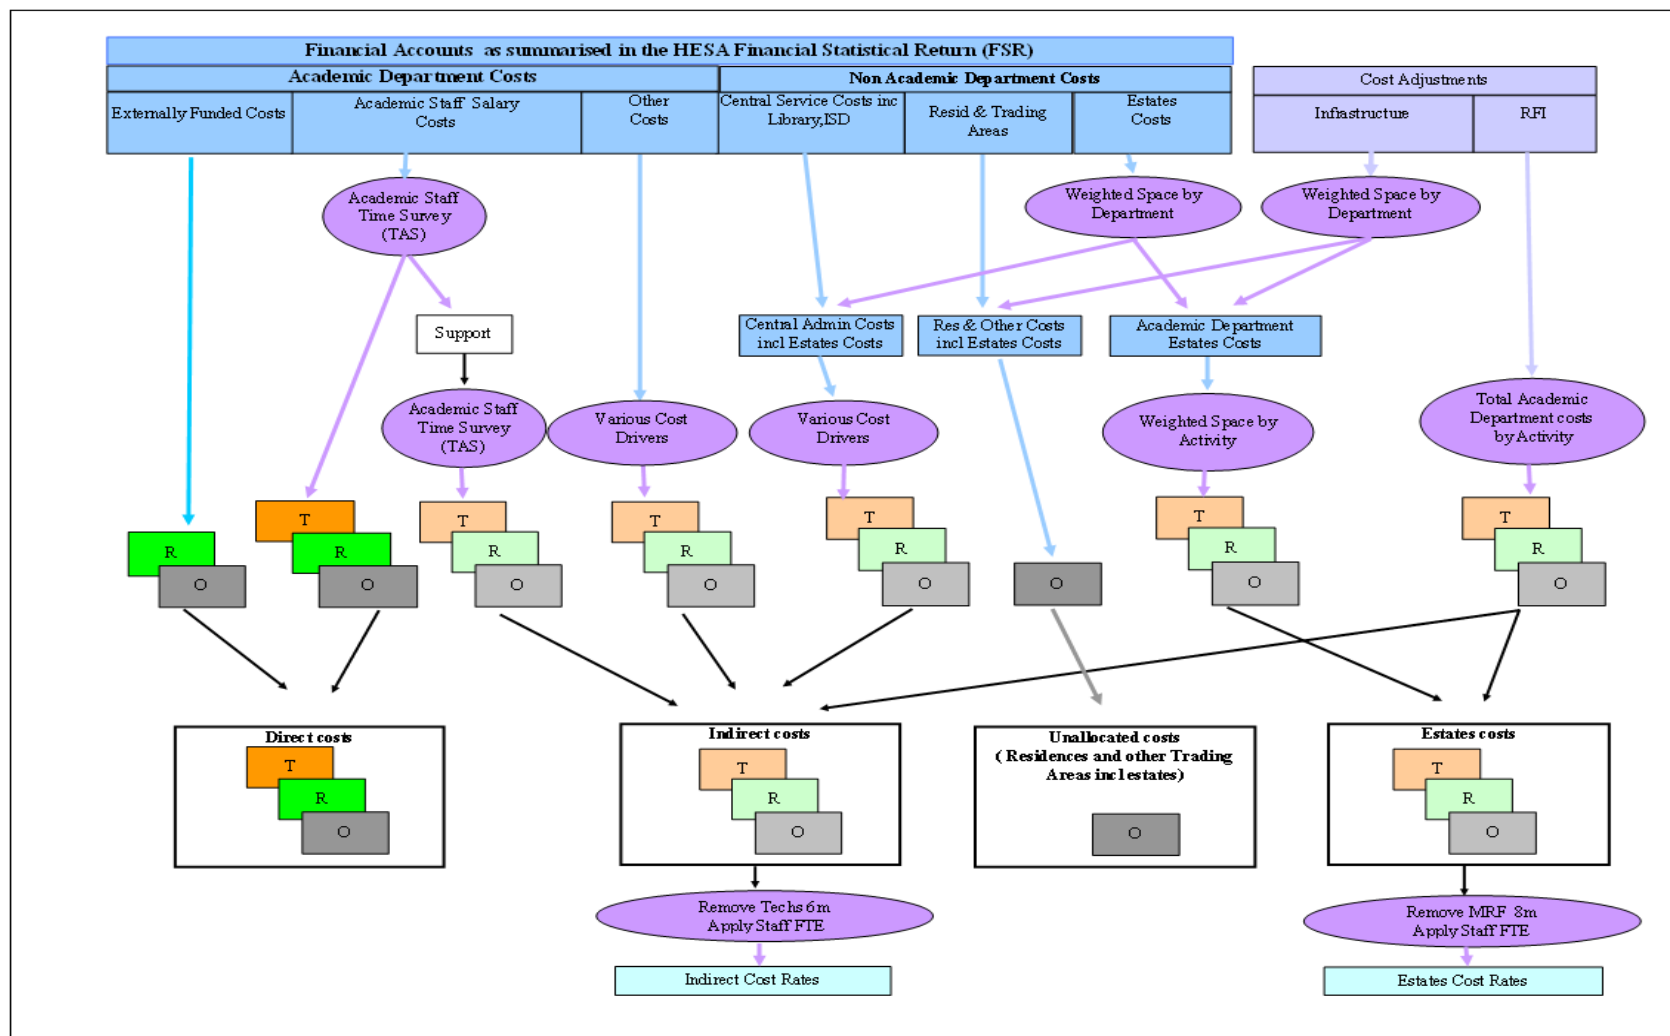 Financial Accounts as summarised in the HESA Financial Statistical Return (FSR)
Academic Department Costs
Non Academic Department Costs
Cost Adjustments
Externally Funded Costs
Academic Staff Salary
Costs
Other
Costs
Central Service Costs inc
Library,ISD
Resid & Trading
Areas
Estates
Costs
Infrastructure
RFI
Academic Staff
Time Survey
(TAS)
Weighted Space by
Department
Weighted Space by
Department
Support
Central Admin Costs
incl Estates Costs
Res & Other Costs
incl Estates Costs
Academic Department
Estates Costs
Academic Staff
Time Survey
(TAS)
Various Cost
Drivers
Various Cost
Drivers
Weighted Space by
Activity
Total Academic
Department costs
by Activity
R
O
T
R
O
T
R
O
T
R
O
T
R
O
O
T
R
O
T
R
O
Direct costs
T
R
O
Indirect costs
T
R
O
Unallocated costs
( Residences and other Trading
Areas incl estates)
O
Estates costs
T
R
O
Remove Techs 6m
Apply Staff FTE
Remove MRF 8m
Apply Staff FTE
Indirect Cost Rates
Estates Cost Rates